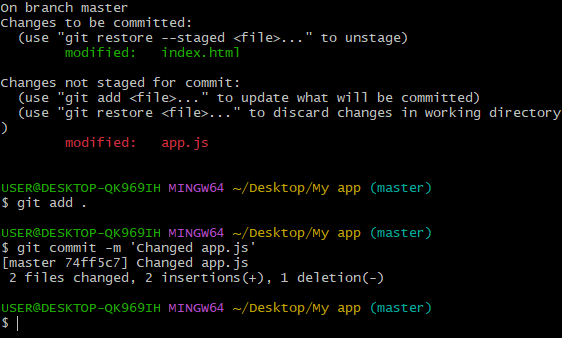 On branch master
Changes to be committed:
  (use "git restore --staged <file>..." to unstage)
        modified:   index.html

Changes not staged for commit:
  (use "git add <file>..." to update what will be committed)
  (use "git restore <file>..." to discard changes in working directory
)
        modified:   app.js

USER@DESKTOP-QK969IH MINGW64 ~/Desktop/My app (master)
$ git add .

USER@DESKTOP-QK969IH MINGW64 ~/Desktop/My app (master)
$ git commit -m 'Changed app.js'
[master 74ff5c7] Changed app.js
 2 files changed, 2 insertions(+), 1 deletion(-)

USER@DESKTOP-QK969IH MINGW64 ~/Desktop/My app (master)
$